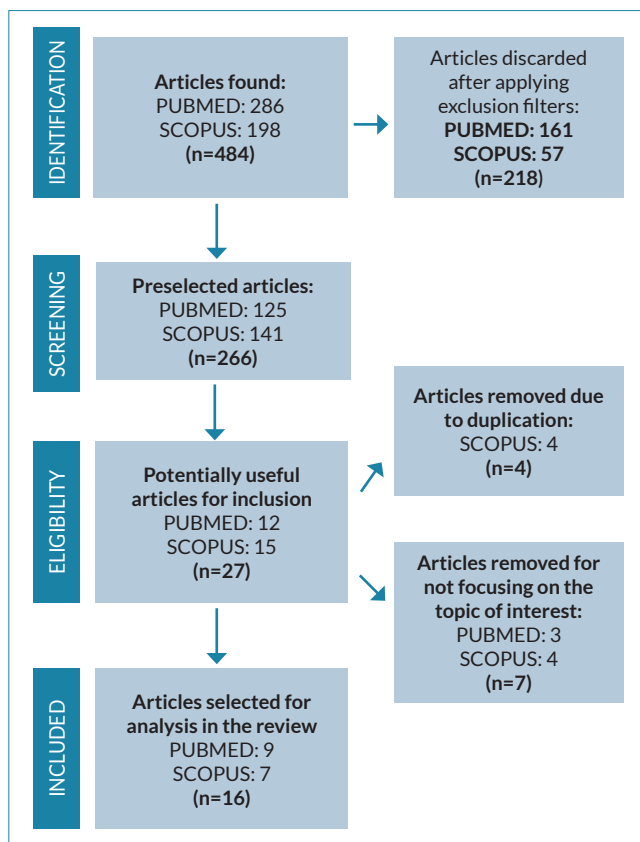 IDENTIFICATION
Articles found:
PUBMED: 286
SCOPUS: 198
(n=484)
Articles discarded
after applying
exclusion filters:
PUBMED: 161
SCOPUS: 57
(n=218)
SCREENING
Preselected articles:
PUBMED: 125
SCOPUS: 141
(n=266)
ELIGIBILITY
Potentially useful
articles for inclusion
PUBMED: 12
SCOPUS: 15
(n=27)
Articles removed due
to duplication:
SCOPUS: 4
(n=4)
Articles removed for
not focusing on the
topic of interest:
PUBMED: 3
SCOPUS: 4
(n=7)
INCLUDED
Articles selected for
analysis in the review
PUBMED: 9
SCOPUS: 7
(n=16)